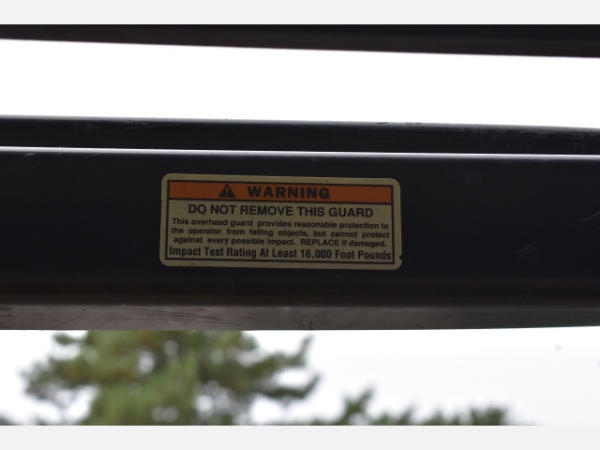 WARNING
DO NOT REMOVE THIS GUARD
This overhead guard provides reasonable protection to
the operator from falling objects, but cannot protect
against every possible impact. REPLACE if damaged.
Impact Test Rating At Least 16,000 Foot Pounds